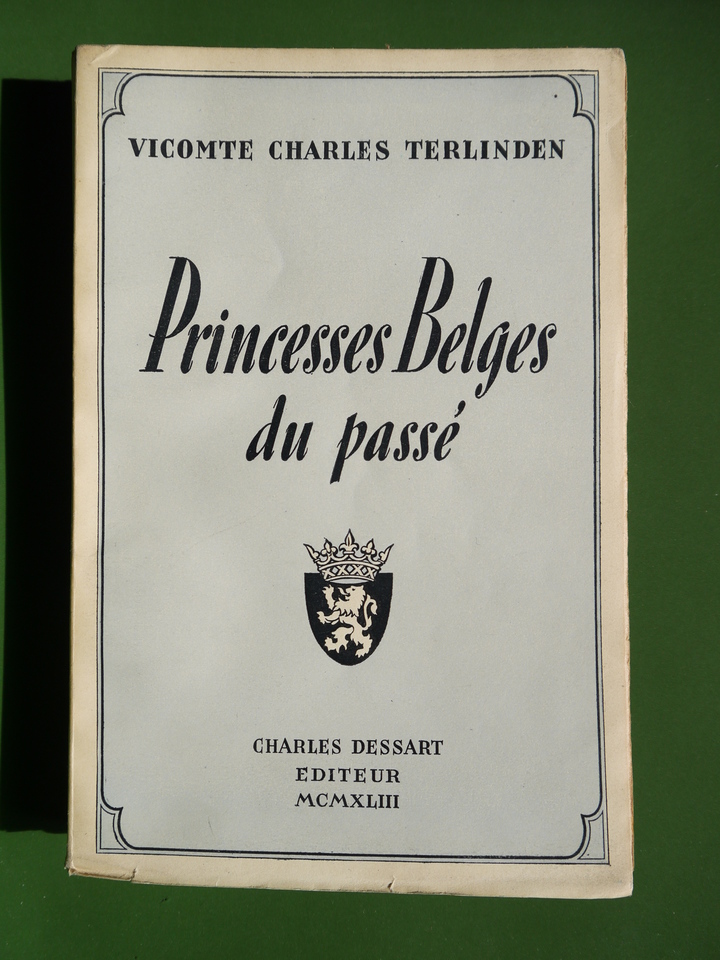 VICOMTE CHARLES TERLINDEN
Princesses Belges
du passé
CHARLES DESSART
EDITEUR
MCMXLIII